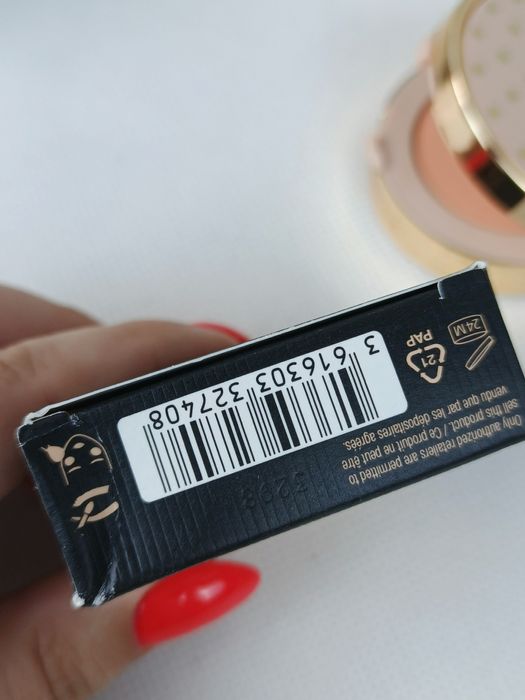 24M
21
PAP
Only authorized retailers are permitted to
sell this product / Ce produit ne peut être
vendu que par les dépositaires agréés.
3 616303 327408